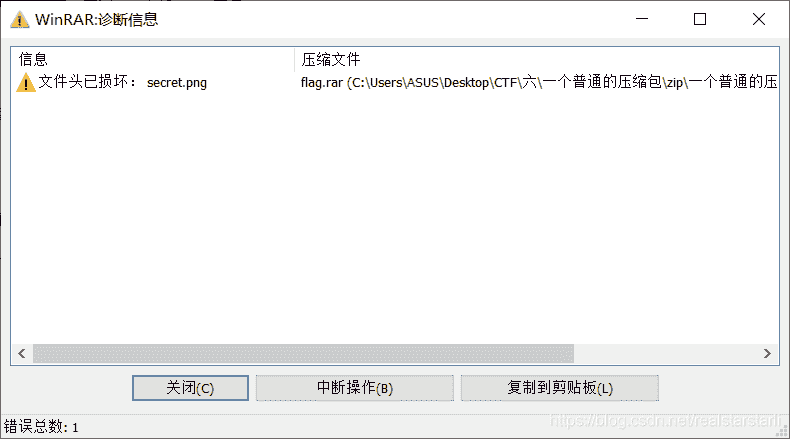 WinRAR:诊断信息
信息 压缩文件
文件头已损坏： secret.png flag.rar (C:\Users\ASUS\Desktop\CTF\六\一个普通的压缩包\zip\一个普通的压
关闭(C) 中断操作(B) 复制到剪贴板(L)
错误总数: 1
https://blog.csdn.net/realstarstarli